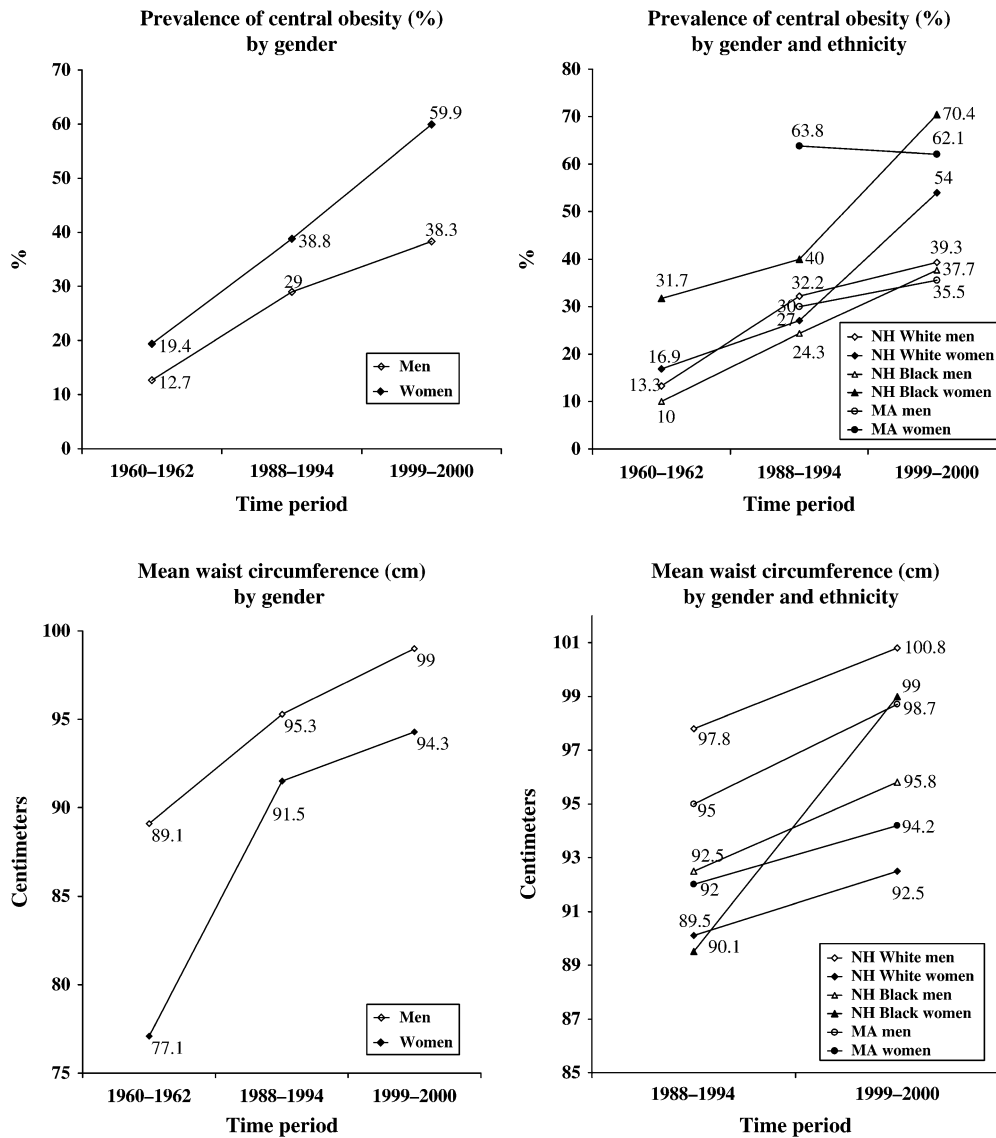 Prevalence of central obesity (%)
by gender
70
60
50
40
30
20
10
0
%
59.9
38.8
38.3
29
19.4
12.7
Men
Women
1960–1962
1988–1994
1999–2000
Time period
Prevalence of central obesity (%)
by gender and ethnicity
80
70
60
50
40
30
20
10
0
%
70.4
63.8
62.1
54
40
39.3
37.7
35.5
31.7
32.2
30
27
24.3
16.9
13.3
10
NH White men
NH White women
NH Black men
NH Black women
MA men
MA women
1960–1962
1988–1994
1999–2000
Time period
Mean waist circumference (cm)
by gender
100
95
90
85
80
75
Centimeters
99
95.3
94.3
91.5
89.1
77.1
Men
Women
1960–1962
1988–1994
1999–2000
Time period
Mean waist circumference (cm)
by gender and ethnicity
101
99
97
95
93
91
89
87
85
Centimeters
100.8
99
98.7
97.8
95.8
95
94.2
92.5
92
92.5
89.5
90.1
NH White men
NH White women
NH Black men
NH Black women
MA men
MA women
1988–1994
1999–2000
Time period